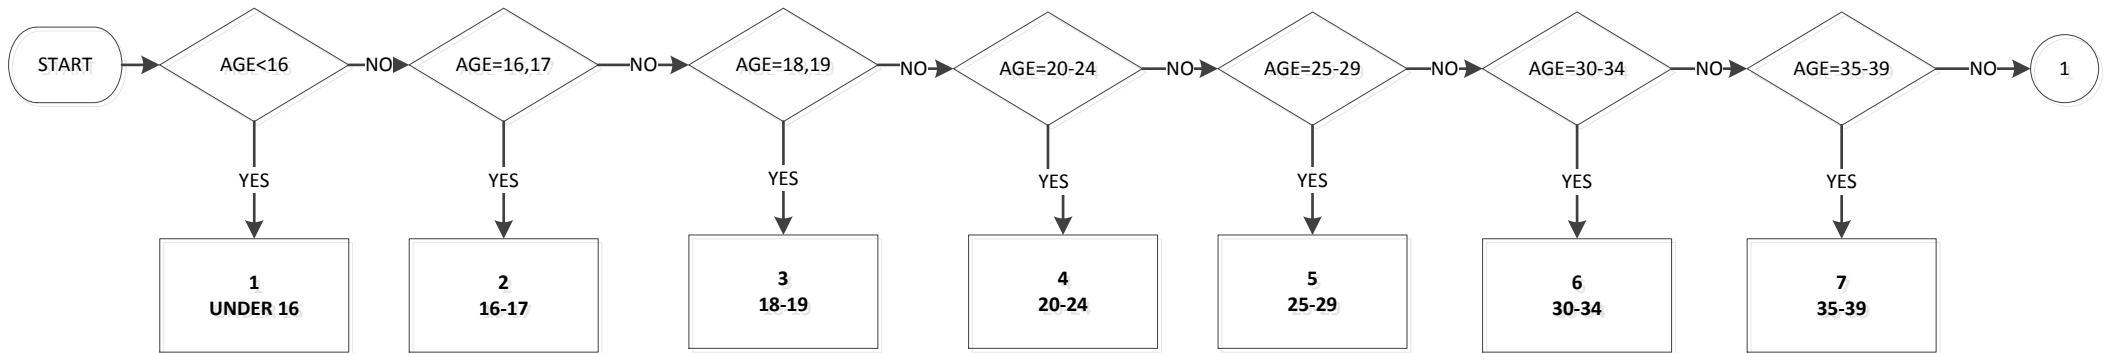 START
AGE<16
NO
AGE=16,17
NO
AGE=18,19
NO
AGE=20-24
NO
AGE=25-29
NO
AGE=30-34
NO
AGE=35-39
NO
1
YES
YES
YES
YES
YES
YES
YES
1
UNDER 16
2
16-17
3
18-19
4
20-24
5
25-29
6
30-34
7
35-39